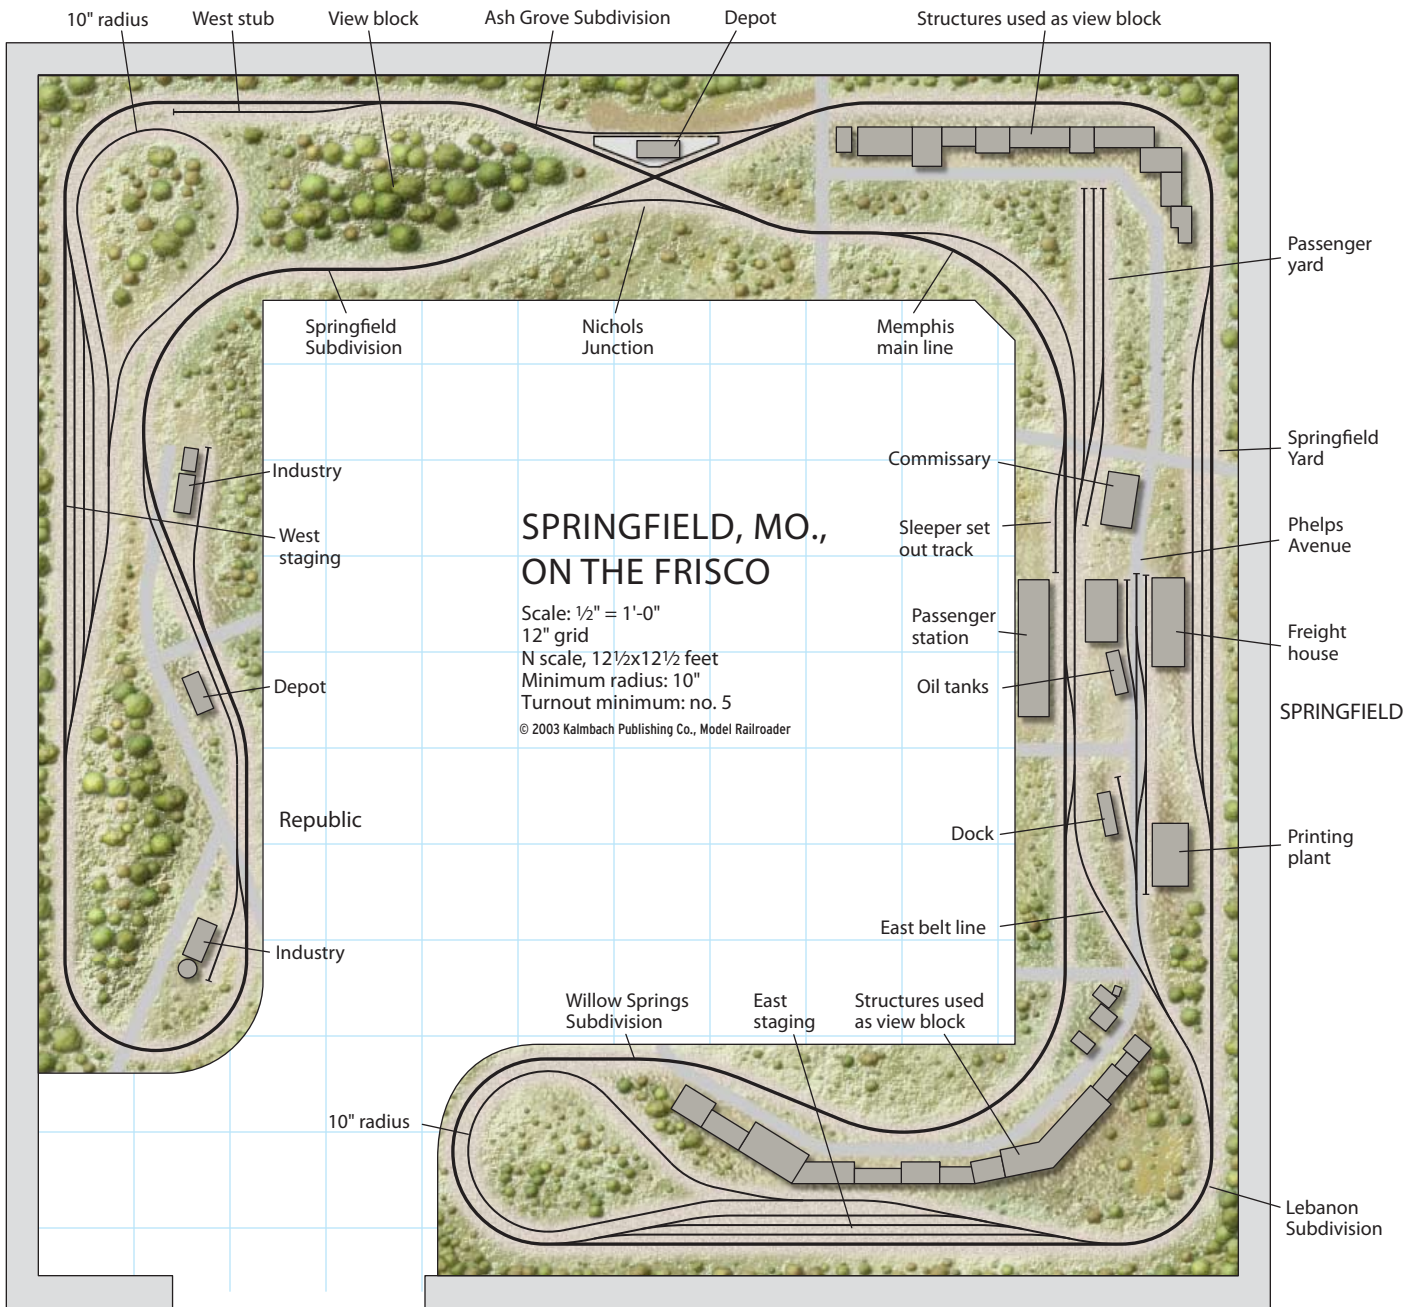 10" radius
West stub
View block
Ash Grove Subdivision
Depot
Structures used as view block
Passenger
yard
Springfield
Subdivision
Nichols
Junction
Memphis
main line
Springfield
Yard
Commissary
Industry
Sleeper set
out track
Phelps
Avenue
West
staging
SPRINGFIELD, MO.,
ON THE FRISCO
Scale: ½" = 1'-0"
12" grid
N scale, 12½x12½ feet
Minimum radius: 10"
Turnout minimum: no. 5
© 2003 Kalmbach Publishing Co., Model Railroader
Passenger
station
Freight
house
Depot
Oil tanks
SPRINGFIELD
Republic
Dock
Printing
plant
East belt line
Industry
Willow Springs
Subdivision
East
staging
Structures used
as view block
10" radius
Lebanon
Subdivision